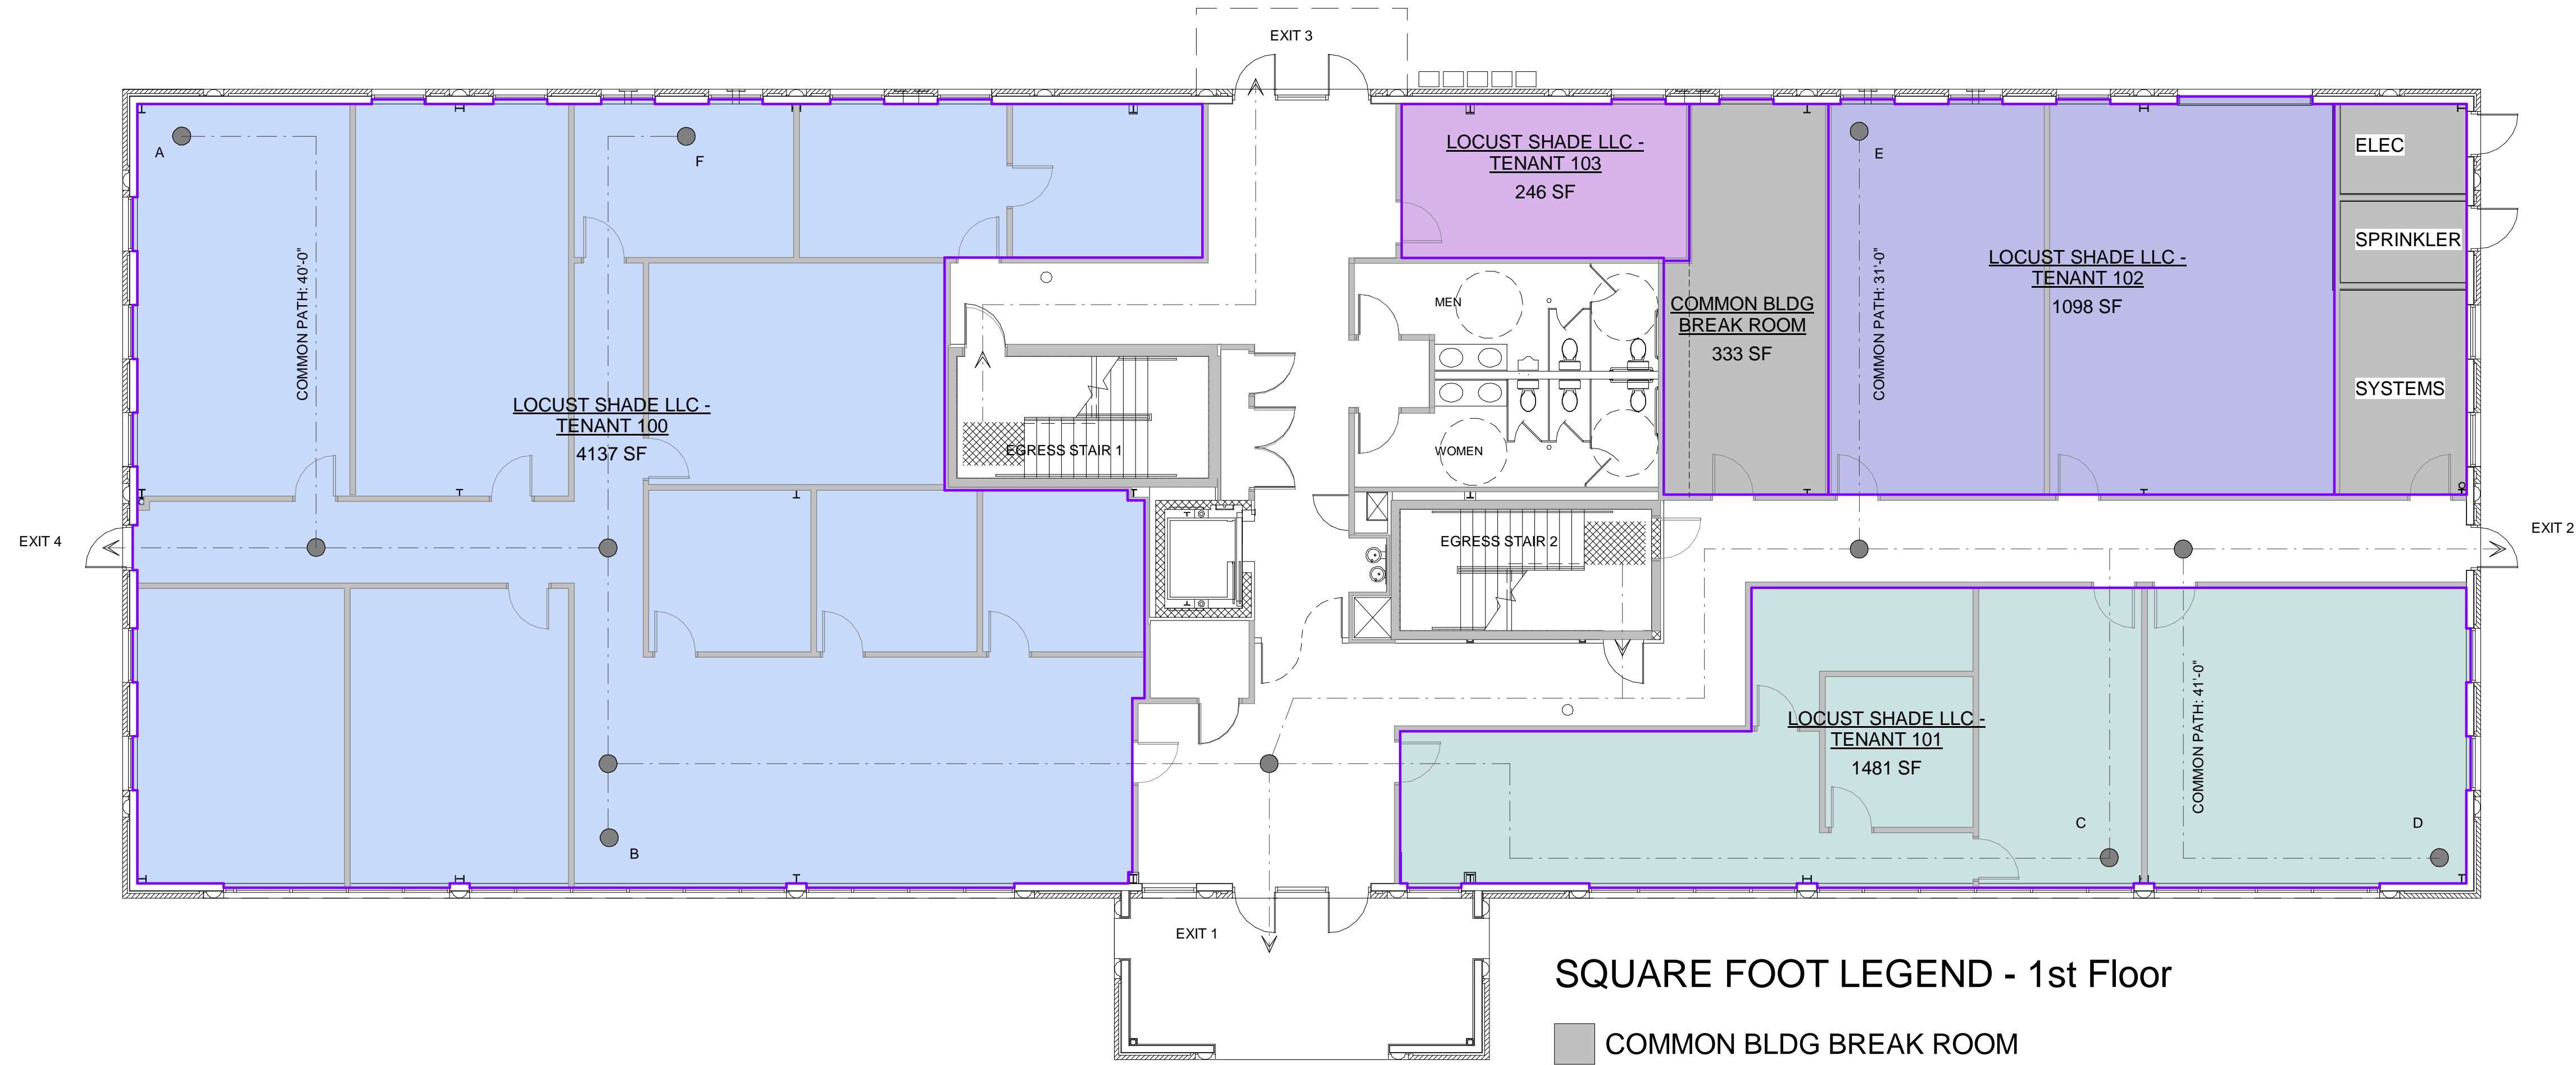 EXIT 3
LOCUST SHADE LLC -
TENANT 103
246 SF
ELEC
A
F
E
SPRINKLER
LOCUST SHADE LLC -
TENANT 102
1098 SF
COMMON PATH: 40'-0"
MEN
COMMON BLDG
BREAK ROOM
333 SF
COMMON PATH: 31'-0"
SYSTEMS
LOCUST SHADE LLC -
TENANT 100
4137 SF
EGRESS STAIR 1
WOMEN
EXIT 4
EGRESS STAIR 2
EXIT 2
LOCUST SHADE LLC -
TENANT 101
1481 SF
COMMON PATH: 41'-0"
B
C
D
EXIT 1
SQUARE FOOT LEGEND - 1st Floor
COMMON BLDG BREAK ROOM